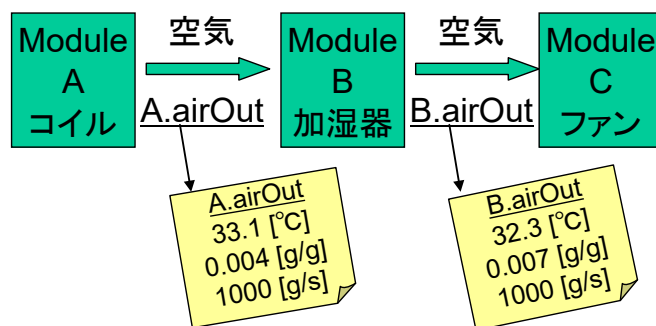 Module
A
コイル
空気
A.airOut
Module
B
加湿器
空気
B.airOut
Module
C
ファン
A.airOut
33.1 [℃]
0.004 [g/g]
1000 [g/s]
B.airOut
32.3 [℃]
0.007 [g/g]
1000 [g/s]